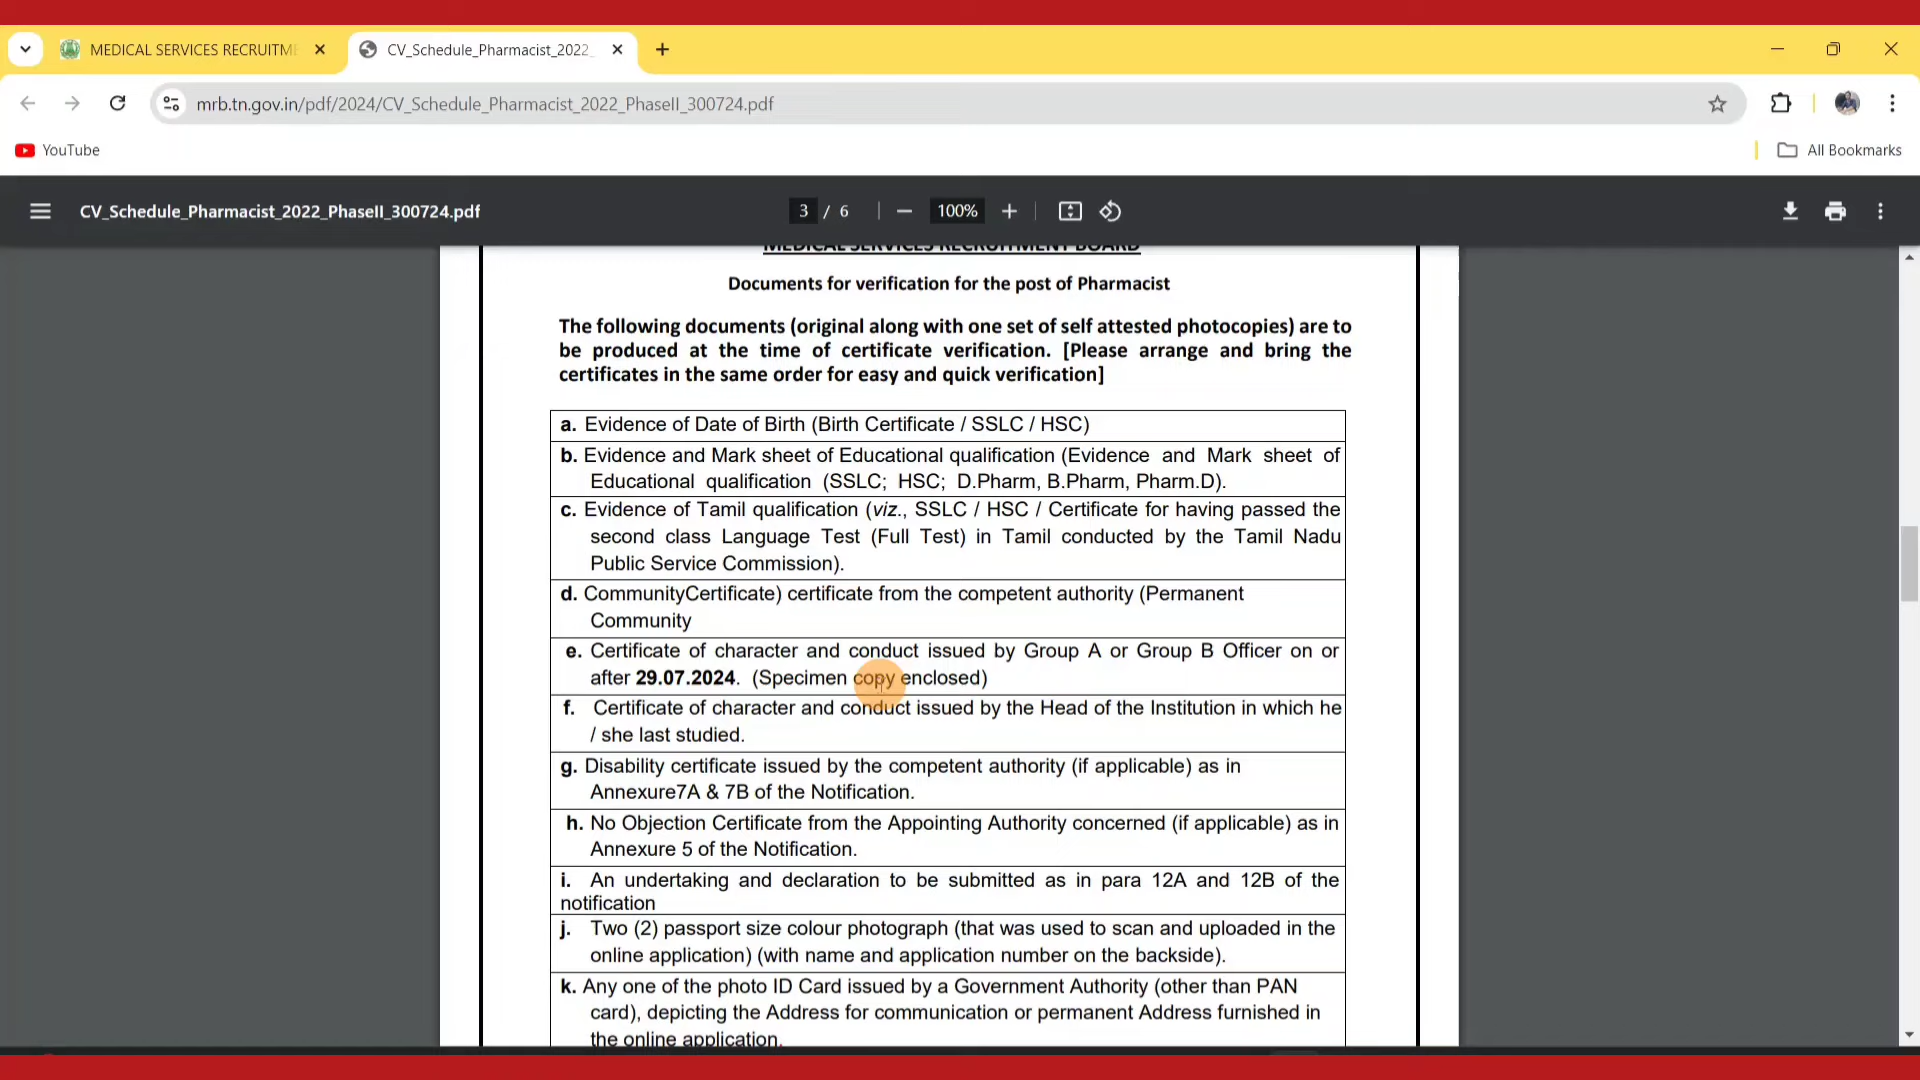 MEDICAL SERVICES RECRUITME
CV_Schedule_Pharmacist_2022_
mrb.tn.gov.in/pdf/2024/CV_Schedule_Pharmacist_2022_PhaseII_300724.pdf
YouTube
All Bookmarks
CV_Schedule_Pharmacist_2022_PhaseII_300724.pdf
3 / 6
100%
MEDICAL SERVICES RECRUITMENT BOARD
Documents for verification for the post of Pharmacist
The following documents (original along with one set of self attested photocopies) are to
be produced at the time of certificate verification. [Please arrange and bring the
certificates in the same order for easy and quick verification]
a. Evidence of Date of Birth (Birth Certificate / SSLC / HSC)
b. Evidence and Mark sheet of Educational qualification (Evidence and Mark sheet of
Educational qualification (SSLC; HSC; D.Pharm, B.Pharm, Pharm.D).
c. Evidence of Tamil qualification (viz., SSLC / HSC / Certificate for having passed the
second class Language Test (Full Test) in Tamil conducted by the Tamil Nadu
Public Service Commission).
d. CommunityCertificate) certificate from the competent authority (Permanent
Community
e. Certificate of character and conduct issued by Group A or Group B Officer on or
after 29.07.2024. (Specimen copy enclosed)
f. Certificate of character and conduct issued by the Head of the Institution in which he
/ she last studied.
g. Disability certificate issued by the competent authority (if applicable) as in
Annexure7A & 7B of the Notification.
h. No Objection Certificate from the Appointing Authority concerned (if applicable) as in
Annexure 5 of the Notification.
i. An undertaking and declaration to be submitted as in para 12A and 12B of the
notification
j. Two (2) passport size colour photograph (that was used to scan and uploaded in the
online application) (with name and application number on the backside).
k. Any one of the photo ID Card issued by a Government Authority (other than PAN
card), depicting the Address for communication or permanent Address furnished in
the online application.